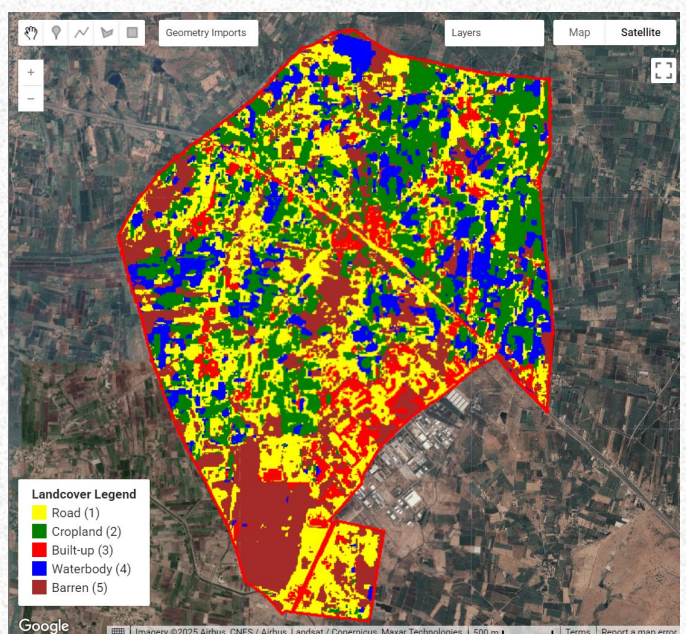 Geometry Imports
Layers
Map
Satellite
+
−
Landcover Legend
Road (1)
Cropland (2)
Built-up (3)
Waterbody (4)
Barren (5)
Google
Imagery ©2025 Airbus, CNES / Airbus, Landsat / Copernicus, Maxar Technologies
500 m
Terms
Report a map error